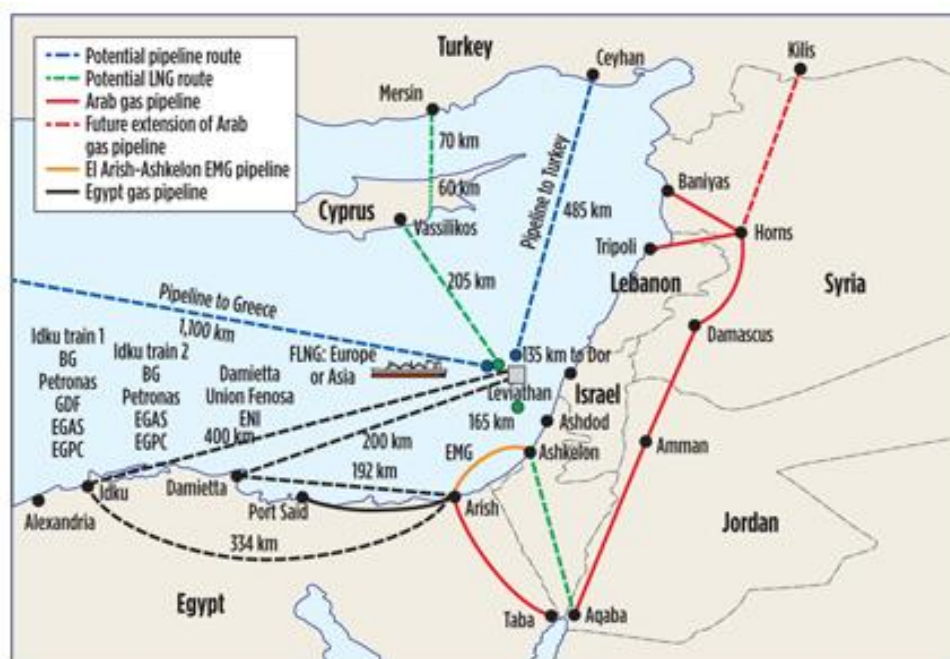 Potential pipeline route
Potential LNG route
Arab gas pipeline
Future extension of Arab
gas pipeline
El Arish-Ashkelon EMG pipeline
Egypt gas pipeline
Turkey
Kilis
Ceyhan
Mersin
70 km
60 km
Cyprus
Vassilikos
Pipeline to Turkey
485 km
Baniyas
Tripoli
Horns
Lebanon
Syria
205 km
Pipeline to Greece
1,100 km
Damascus
Idku train 1
BG
Petronas
GDF
EGAS
EGPC
Idku train 2
BG
Petronas
EGAS
EGPC
Damietta
Union Fenosa
ENI
FLNG: Europe
or Asia
135 km to Dor
Leviathan
Israel
165 km
Ashdod
400 km
200 km
192 km
EMG
Ashkelon
Amman
Idku
Damietta
Alexandria
Port Said
Arish
334 km
Jordan
Egypt
Taba
Aqaba